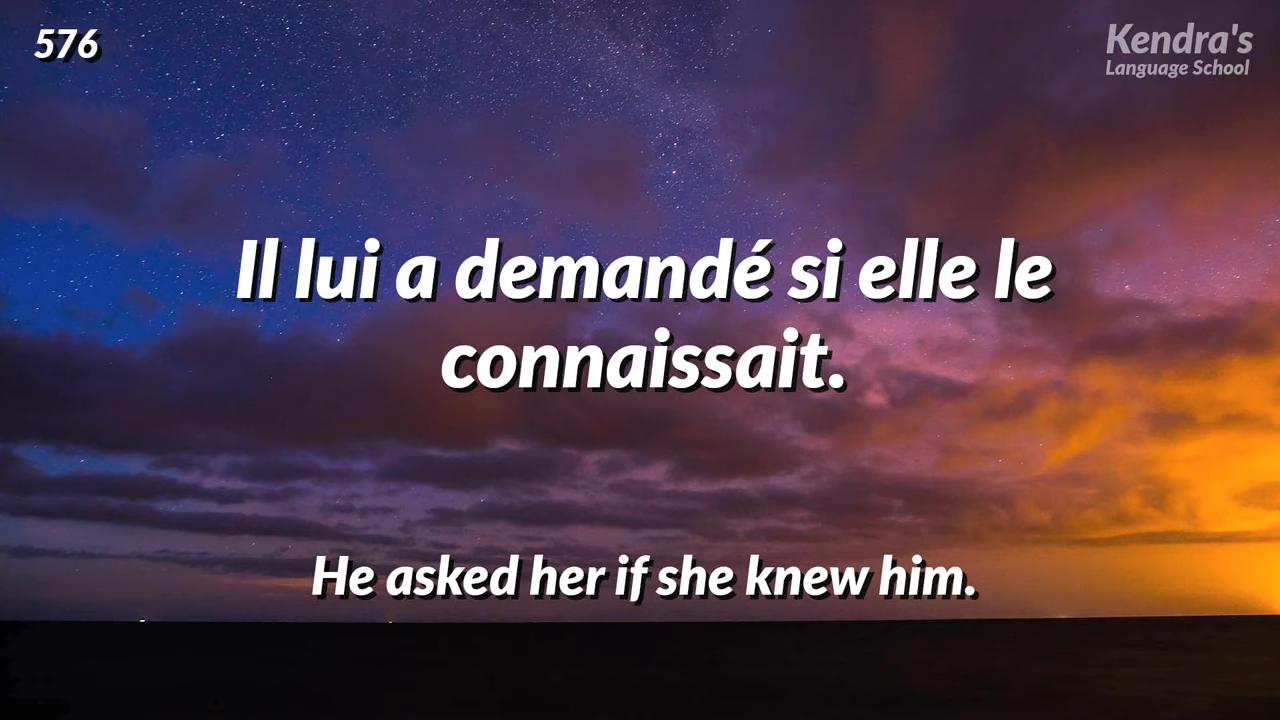 576
Kendra's
Language School
Il lui a demandé si elle le
connaissait.
He asked her if she knew him.